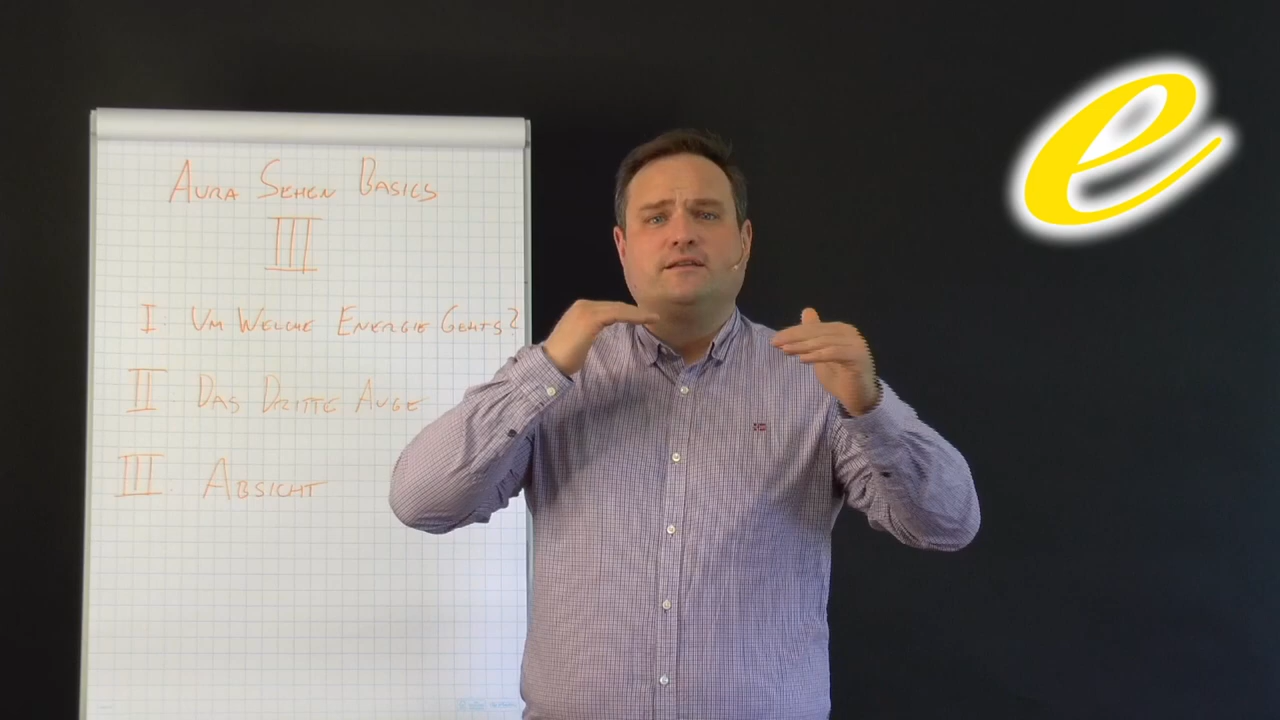 AURA SEHEN BASICS
III
I UM WELCHE ENERGIE GEHTS?
II DAS DRITTE AUGE
III. ABSICHT
e